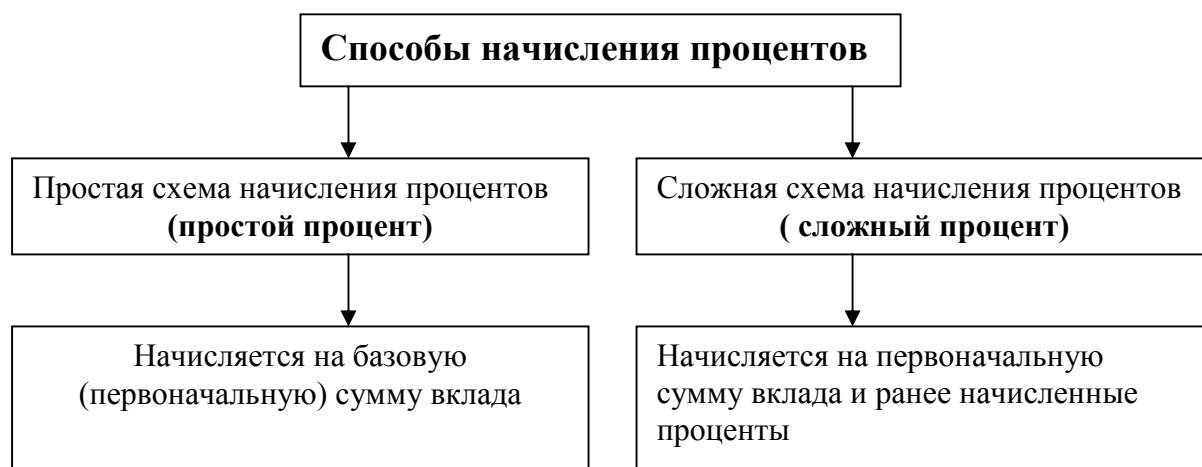 Способы начисления процентов
Простая схема начисления процентов
(простой процент)
Сложная схема начисления процентов
( сложный процент)
Начисляется на базовую
(первоначальную) сумму вклада
Начисляется на первоначальную
сумму вклада и ранее начисленные
проценты